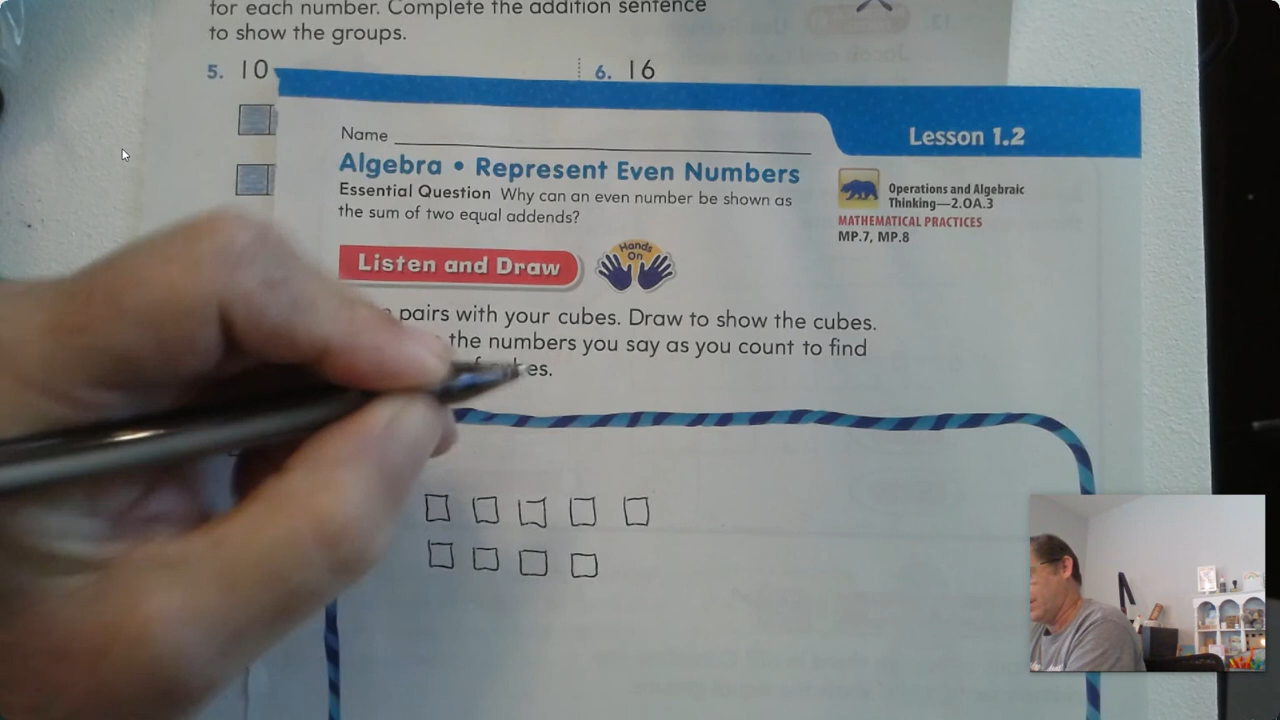 for each number. Complete the addition sentence
to show the groups.
5. 10
6. 16
Name
Lesson 1.2
Algebra • Represent Even Numbers
Essential Question Why can an even number be shown as
the sum of two equal addends?
Operations and Algebraic
Thinking—2.OA.3
MATHEMATICAL PRACTICES
MP.7, MP.8
Listen and Draw
Hands
On
pairs with your cubes. Draw to show the cubes.
the numbers you say as you count to find